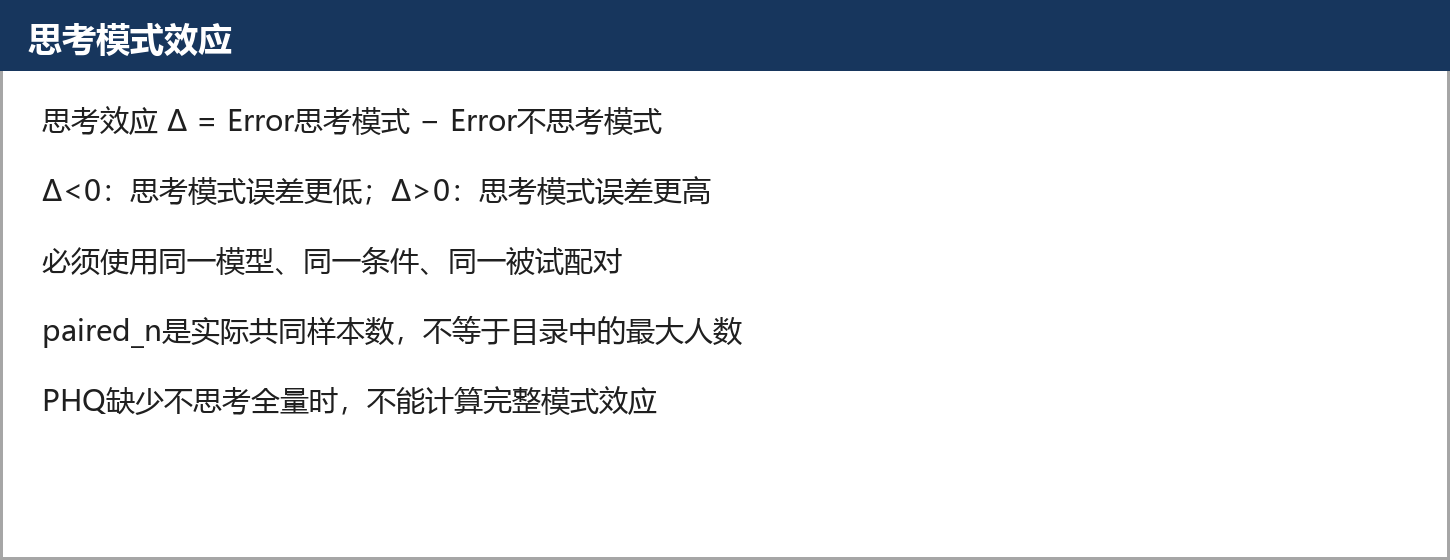 思考模式效应
思考效应 Δ = Error思考模式 − Error不思考模式
Δ<0：思考模式误差更低；Δ>0：思考模式误差更高
必须使用同一模型、同一条件、同一被试配对
paired_n是实际共同样本数，不等于目录中的最大人数
PHQ缺少不思考全量时，不能计算完整模式效应